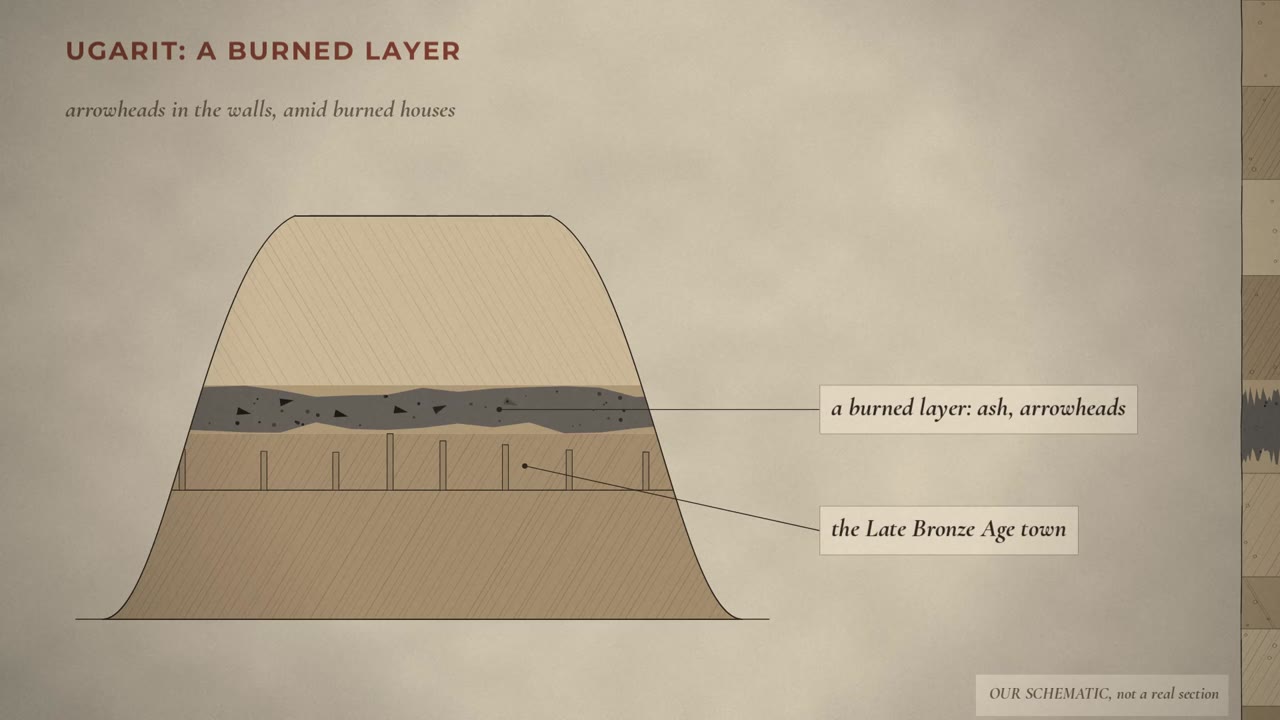 UGARIT: A BURNED LAYER
arrowheads in the walls, amid burned houses
a burned layer: ash, arrowheads
the Late Bronze Age town
OUR SCHEMATIC, not a real section